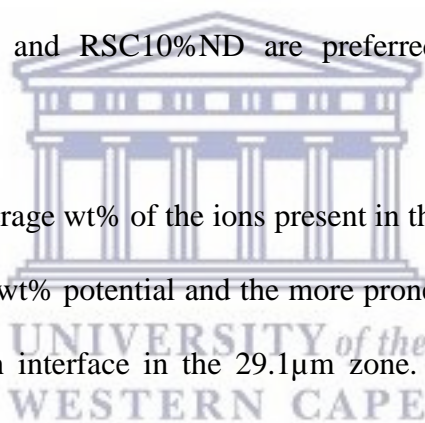 and RSC10%ND are preferred
rage wt% of the ions present in th
wt% potential and the more prono
UNIVERSITY of the
interface in the 29.1µm zone.
WESTERN CAPE